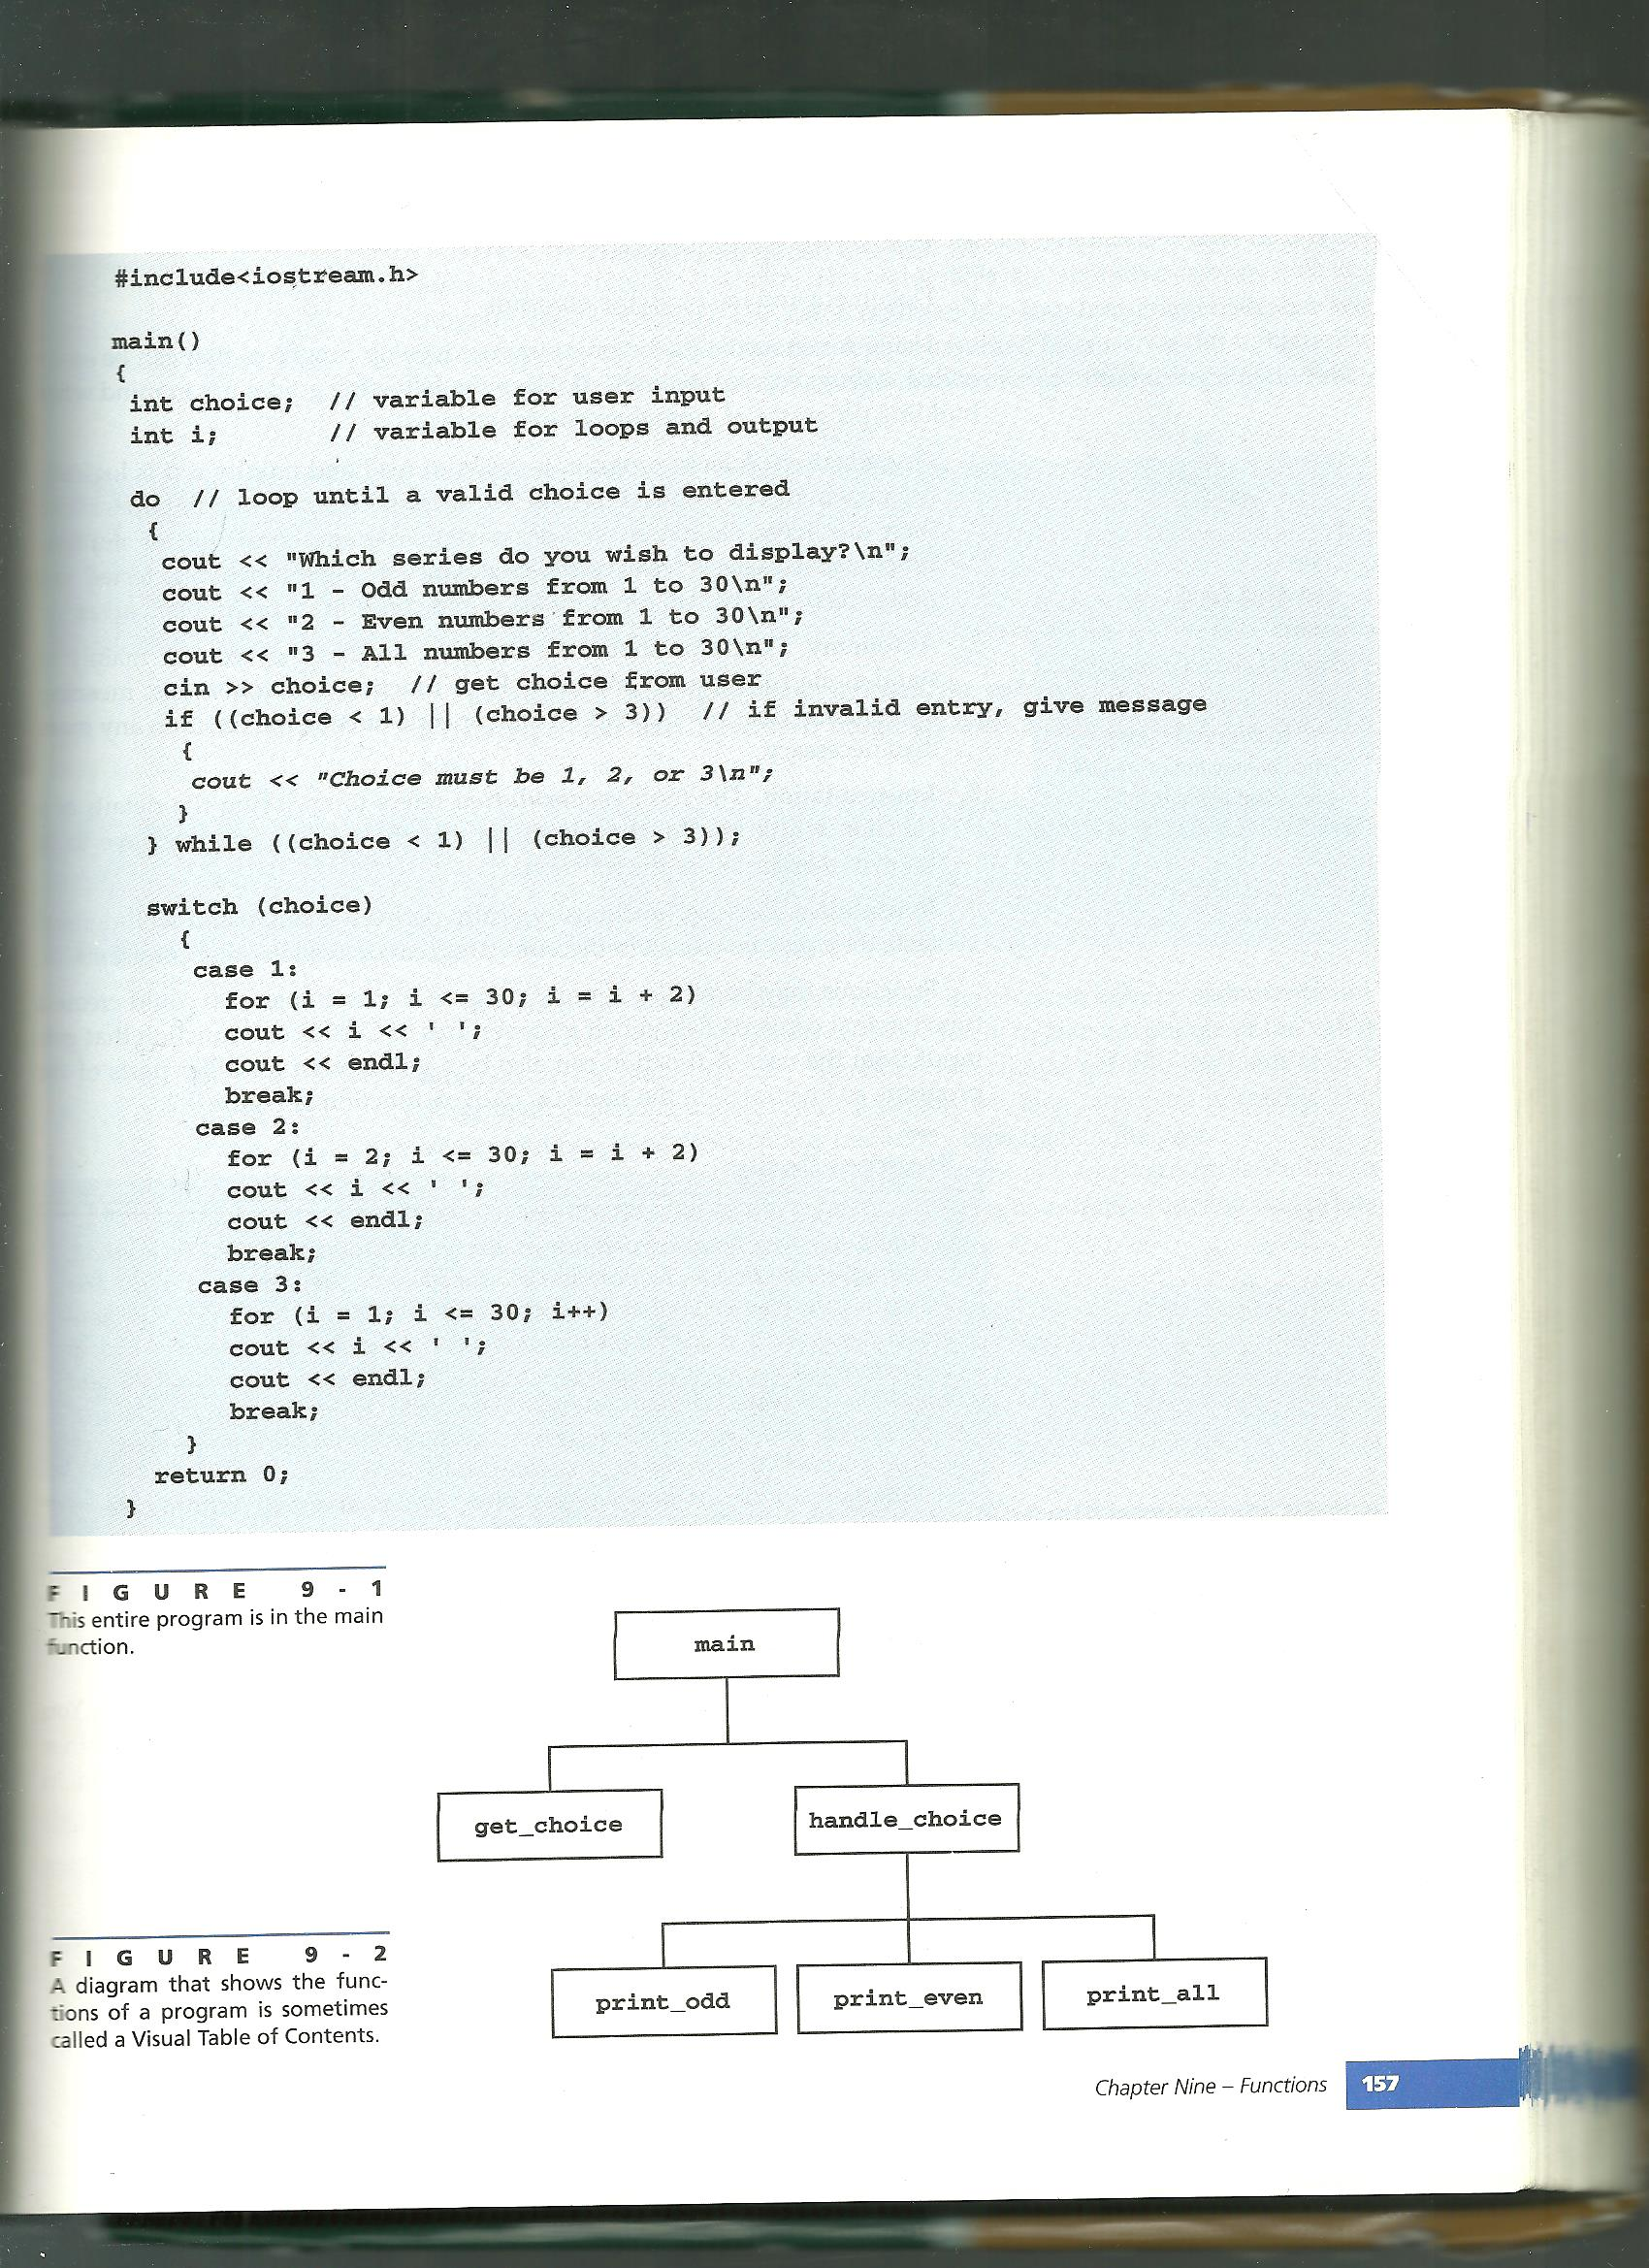 #include<iostream.h>
main()
{
int choice; // variable for user input
int i; // variable for loops and output
do // loop until a valid choice is entered
{
cout << "Which series do you wish to display?\n";
cout << "1 - Odd numbers from 1 to 30\n";
cout << "2 - Even numbers from 1 to 30\n";
cout << "3 - All numbers from 1 to 30\n";
cin >> choice; // get choice from user
if ((choice < 1) || (choice > 3)) // if invalid entry, give message
{
cout << "Choice must be 1, 2, or 3\n";
}
} while ((choice < 1) || (choice > 3));
switch (choice)
{
case 1:
for (i = 1; i <= 30; i = i + 2)
cout << i << ' ';
cout << endl;
break;
case 2:
for (i = 2; i <= 30; i = i + 2)
cout << i << ' ';
cout << endl;
break;
case 3:
for (i = 1; i <= 30; i++)
cout << i << ' ';
cout << endl;
break;
}
return 0;
}
FIGURE 9-1
This entire program is in the main
function.
main
get_choice
handle_choice
print_odd
print_even
print_all
FIGURE 9-2
A diagram that shows the func-
tions of a program is sometimes
called a Visual Table of Contents.
Chapter Nine – Functions 157